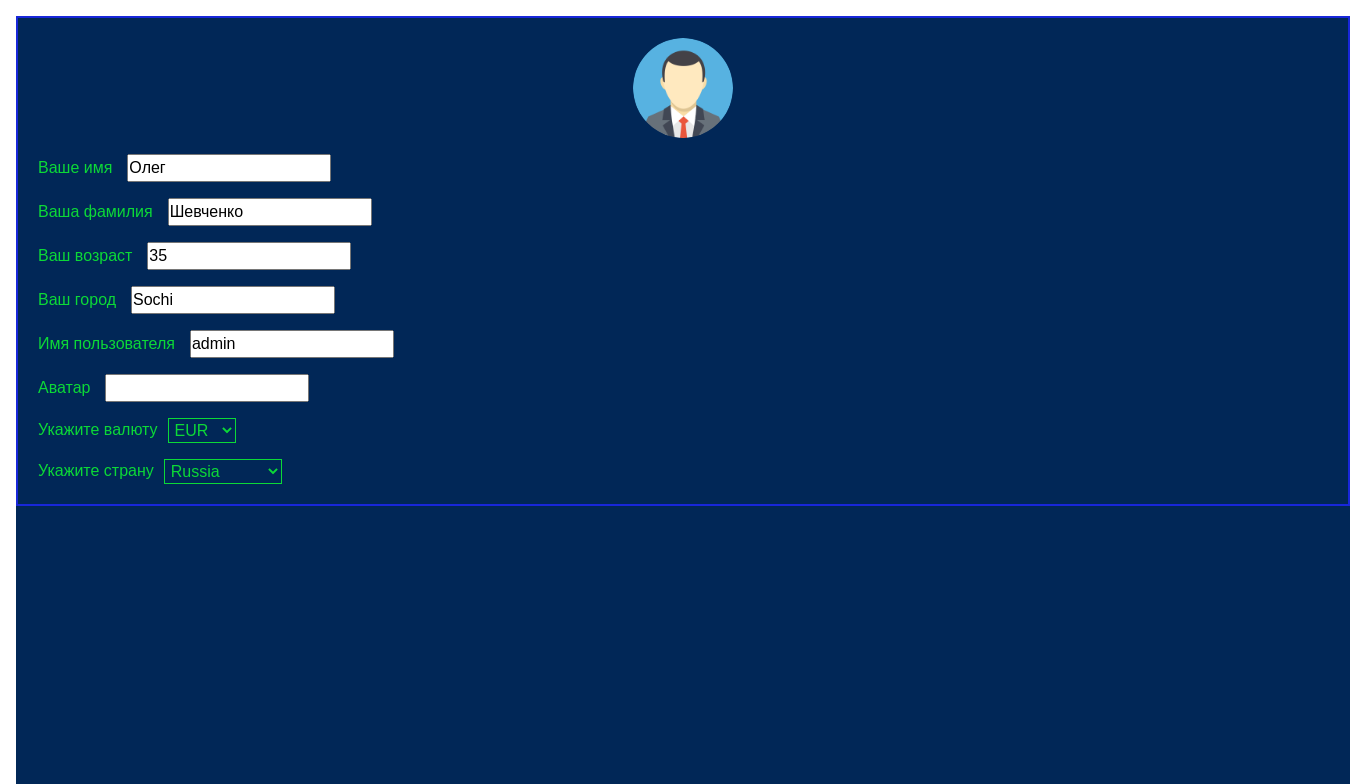 Ваше имя Олег
Ваша фамилия Шевченко
Ваш возраст 35
Ваш город Sochi
Имя пользователя admin
Аватар
Укажите валюту EUR
Укажите страну Russia